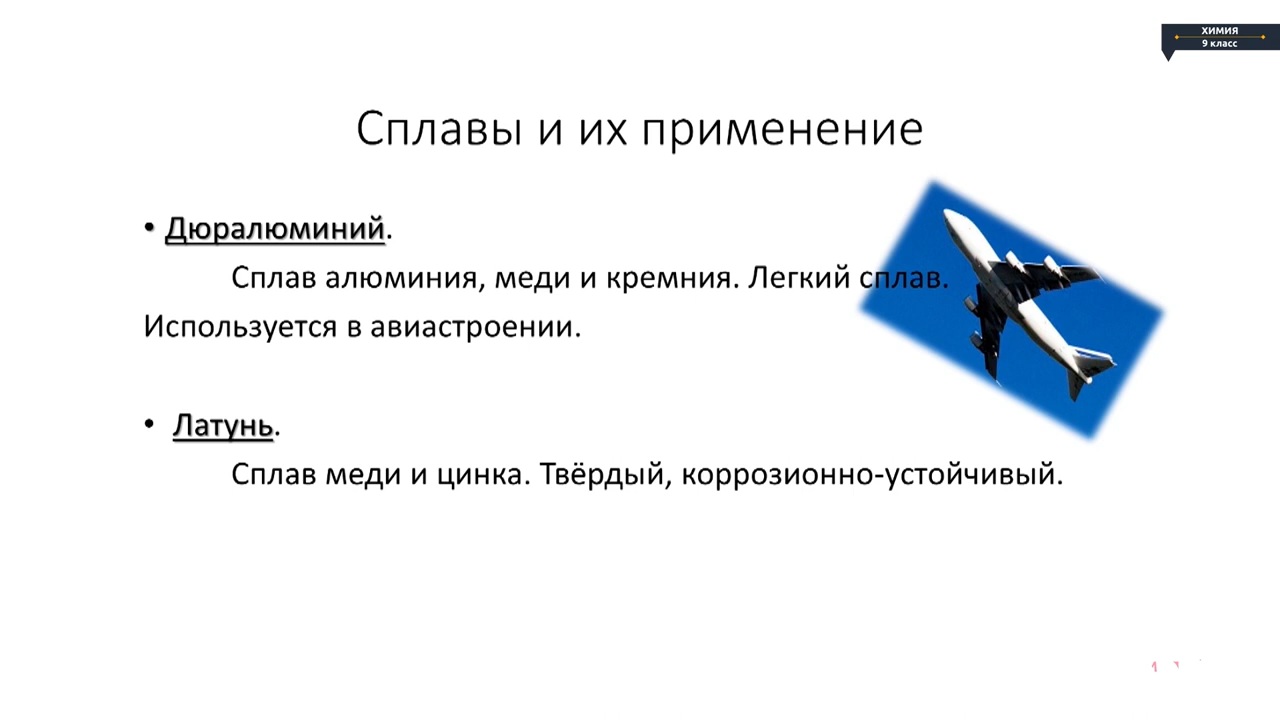 ХИМИЯ
9 класс
Сплавы и их применение
• Дюралюминий.
Сплав алюминия, меди и кремния. Легкий сплав.
Используется в авиастроении.
• Латунь.
Сплав меди и цинка. Твёрдый, коррозионно-устойчивый.